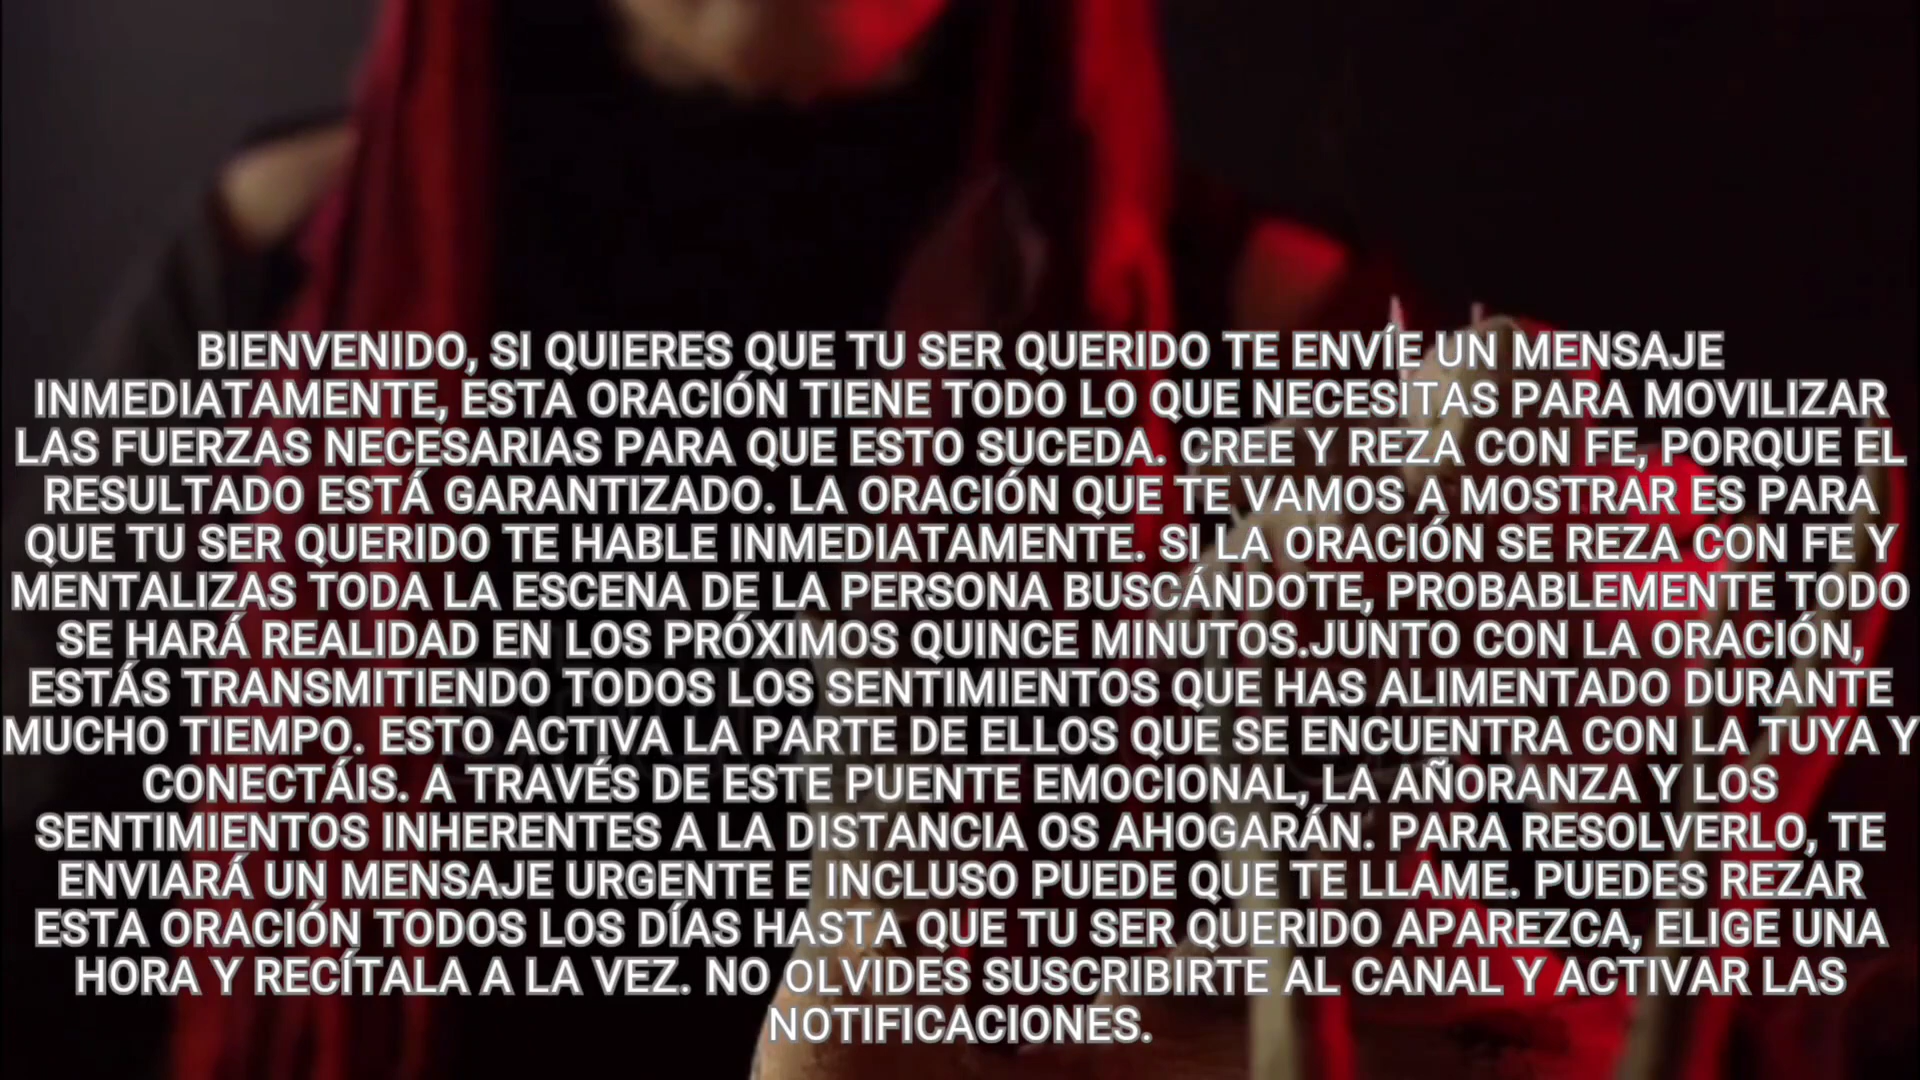 BIENVENIDO, SI QUIERES QUE TU SER QUERIDO TE ENVÍE UN MENSAJE
INMEDIATAMENTE, ESTA ORACIÓN TIENE TODO LO QUE NECESITAS PARA MOVILIZAR
LAS FUERZAS NECESARIAS PARA QUE ESTO SUCEDA. CREE Y REZA CON FE, PORQUE EL
RESULTADO ESTÁ GARANTIZADO. LA ORACIÓN QUE TE VAMOS A MOSTRAR ES PARA
QUE TU SER QUERIDO TE HABLE INMEDIATAMENTE. SI LA ORACIÓN SE REZA CON FE Y
MENTALIZAS TODA LA ESCENA DE LA PERSONA BUSCÁNDOTE, PROBABLEMENTE TODO
SE HARÁ REALIDAD EN LOS PRÓXIMOS QUINCE MINUTOS.JUNTO CON LA ORACIÓN,
ESTÁS TRANSMITIENDO TODOS LOS SENTIMIENTOS QUE HAS ALIMENTADO DURANTE
MUCHO TIEMPO. ESTO ACTIVA LA PARTE DE ELLOS QUE SE ENCUENTRA CON LA TUYA Y
CONECTÁIS. A TRAVÉS DE ESTE PUENTE EMOCIONAL, LA AÑORANZA Y LOS
SENTIMIENTOS INHERENTES A LA DISTANCIA OS AHOGARÁN. PARA RESOLVERLO, TE
ENVIARÁ UN MENSAJE URGENTE E INCLUSO PUEDE QUE TE LLAME. PUEDES REZAR
ESTA ORACIÓN TODOS LOS DÍAS HASTA QUE TU SER QUERIDO APAREZCA, ELIGE UNA
HORA Y RECÍTALA A LA VEZ. NO OLVIDES SUSCRIBIRTE AL CANAL Y ACTIVAR LAS
NOTIFICACIONES.